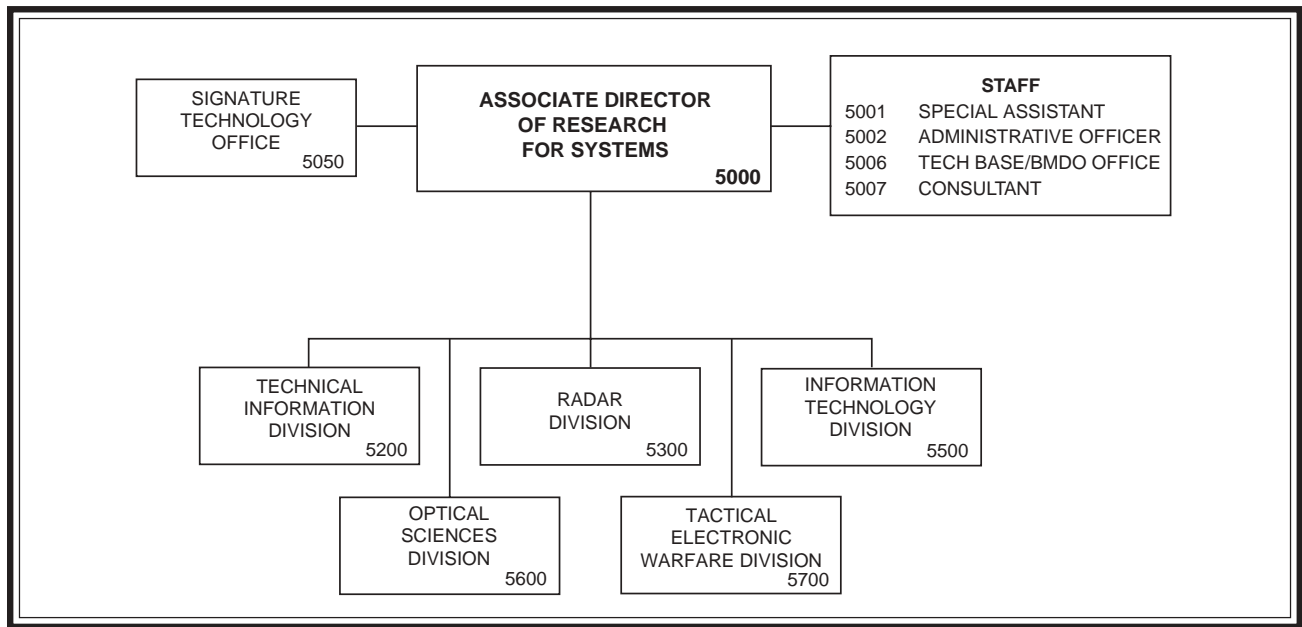 SIGNATURE
TECHNOLOGY
OFFICE
5050
ASSOCIATE DIRECTOR
OF RESEARCH
FOR SYSTEMS
5000
STAFF
5001 SPECIAL ASSISTANT
5002 ADMINISTRATIVE OFFICER
5006 TECH BASE/BMDO OFFICE
5007 CONSULTANT
TECHNICAL
INFORMATION
DIVISION
5200
RADAR
DIVISION
5300
INFORMATION
TECHNOLOGY
DIVISION
5500
OPTICAL
SCIENCES
DIVISION
5600
TACTICAL
ELECTRONIC
WARFARE DIVISION
5700